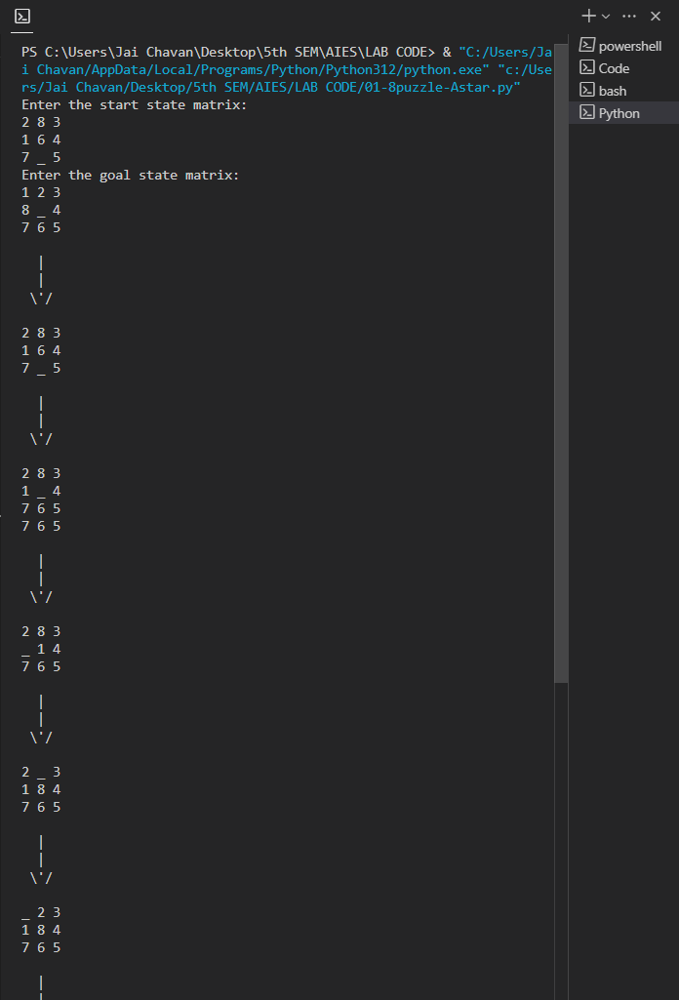 PS C:\Users\Jai Chavan\Desktop\5th SEM\AIES\LAB CODE> & "C:/Users/Ja
i Chavan/AppData/Local/Programs/Python/Python312/python.exe" "c:/Use
rs/Jai Chavan/Desktop/5th SEM/AIES/LAB CODE/01-8puzzle-Astar.py"
Enter the start state matrix:
2 8 3
1 6 4
7 _ 5
Enter the goal state matrix:
1 2 3
8 _ 4
7 6 5
|
|
\'/
2 8 3
1 6 4
7 _ 5
|
|
\'/
2 8 3
1 _ 4
7 6 5
7 6 5
|
|
\'/
2 8 3
_ 1 4
7 6 5
|
|
\'/
2 _ 3
1 8 4
7 6 5
|
|
\'/
_ 2 3
1 8 4
7 6 5
|
|
powershell
Code
bash
Python